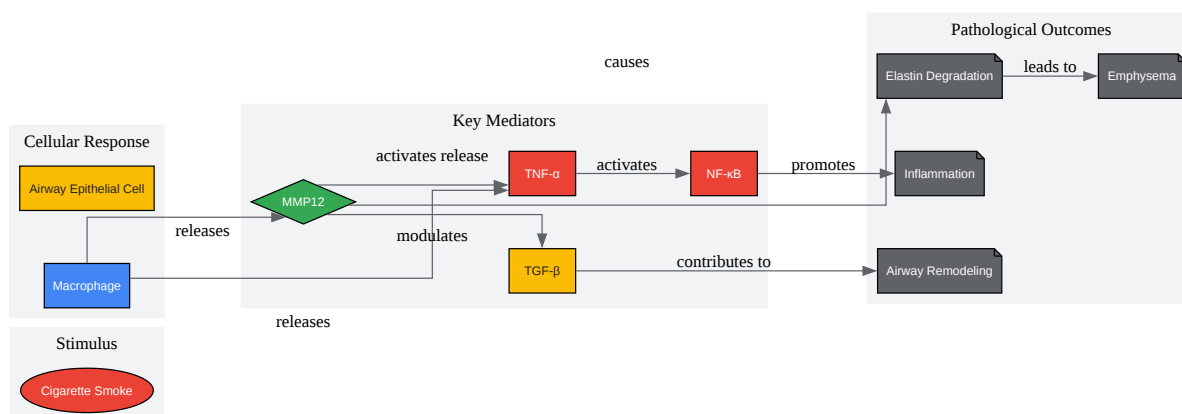 Pathological Outcomes
causes
Elastin Degradation
leads to
Emphysema
Key Mediators
Cellular Response
activates release
TNF-α
activates
NF-κB
promotes
Inflammation
Airway Epithelial Cell
MMP12
releases
modulates
Macrophage
TGF-β
contributes to
Airway Remodeling
releases
Stimulus
Cigarette Smoke